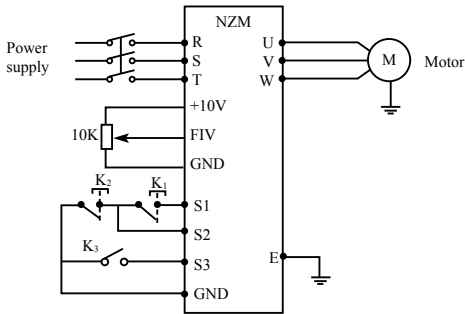 NZM
Power
supply
R
S
T
U
V
W
M
Motor
+10V
10K
FIV
GND
K₂
K₁
S1
S2
K₃
S3
E
GND